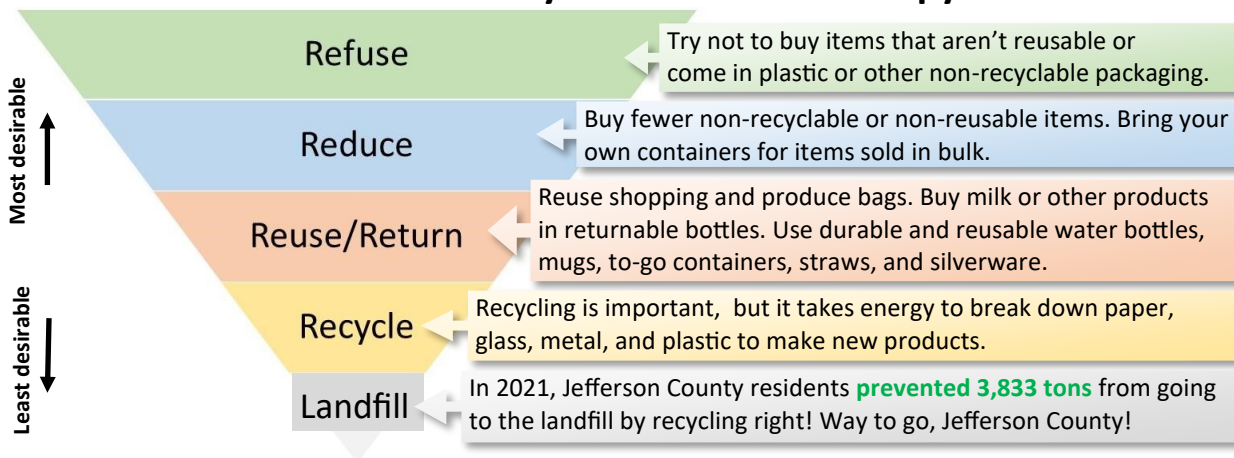 Refuse
Try not to buy items that aren’t reusable or
come in plastic or other non-recyclable packaging.
Most desirable
Reduce
Buy fewer non-recyclable or non-reusable items. Bring your
own containers for items sold in bulk.
Reuse/Return
Reuse shopping and produce bags. Buy milk or other products
in returnable bottles. Use durable and reusable water bottles,
mugs, to-go containers, straws, and silverware.
Least desirable
Recycle
Recycling is important,  but it takes energy to break down paper,
glass, metal, and plastic to make new products.
Landfill
In 2021, Jefferson County residents prevented 3,833 tons from going
to the landfill by recycling right! Way to go, Jefferson County!